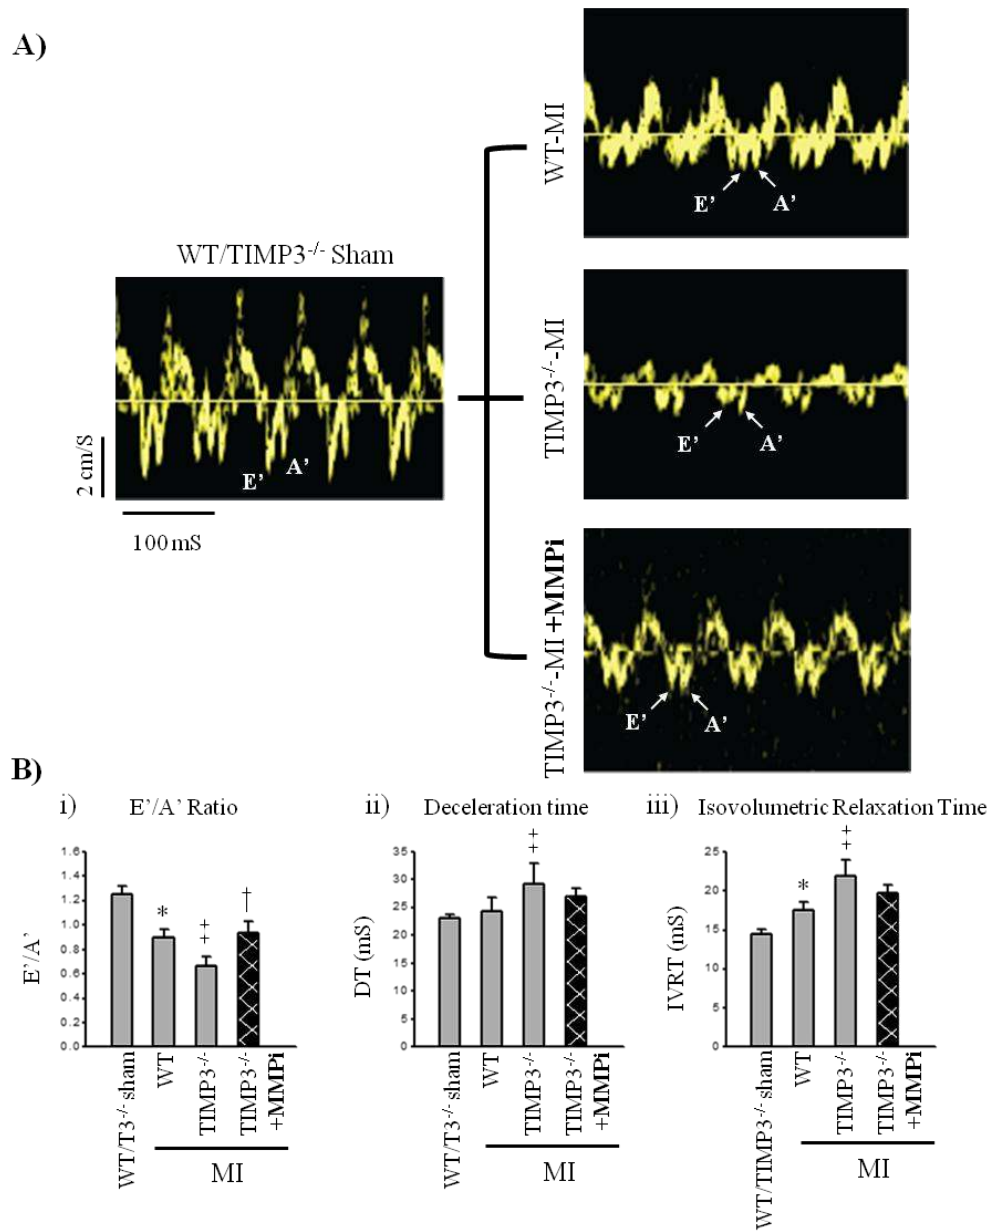 A)
WT/TIMP3-/- Sham
2 cm/S
100 mS
E’
A’
WT-MI
E’
A’
TIMP3-/--MI
E’
A’
TIMP3-/--MI +MMPi
E’
A’
B)
i)
E’/A’ Ratio
1.6
1.4
1.2
1.0
0.8
0.6
0.4
0.2
0.0
E’/A’
*
‡
†
WT/T3-/- sham
WT
TIMP3-/-
TIMP3-/-
+MMPi
MI
ii)
Deceleration time
40
35
30
25
20
15
10
5
0
DT (mS)
‡
WT/T3-/- sham
WT
TIMP3-/-
TIMP3-/-
+MMPi
MI
iii)
Isovolumetric Relaxation Time
25
20
15
10
5
0
IVRT (mS)
*
‡
WT/TIMP3-/- sham
WT
TIMP3-/-
TIMP3-/-
+MMPi
MI